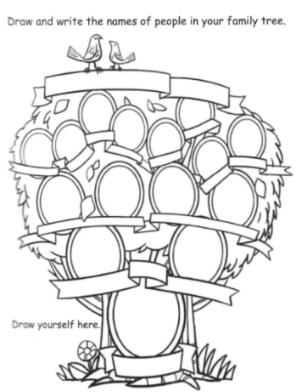 Draw and write the names of people in your family tree.
Draw yourself here.